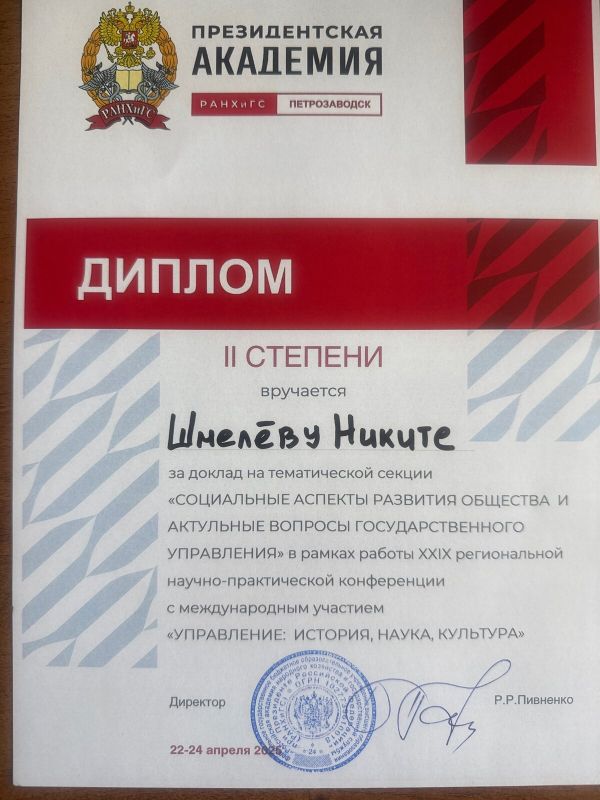 ПРЕЗИДЕНТСКАЯ
АКАДЕМИЯ
РАНХиГС ПЕТРОЗАВОДСК
РАНХиГС
ДИПЛОМ
II СТЕПЕНИ
вручается
Шмелёву Никите
за доклад на тематической секции
«СОЦИАЛЬНЫЕ АСПЕКТЫ РАЗВИТИЯ ОБЩЕСТВА И
АКТУЛЬНЫЕ ВОПРОСЫ ГОСУДАРСТВЕННОГО
УПРАВЛЕНИЯ» в рамках работы XXIX региональной
научно-практической конференции
с международным участием
«УПРАВЛЕНИЕ: ИСТОРИЯ, НАУКА, КУЛЬТУРА»
Директор
Р.Р.Пивненко
22-24 апреля